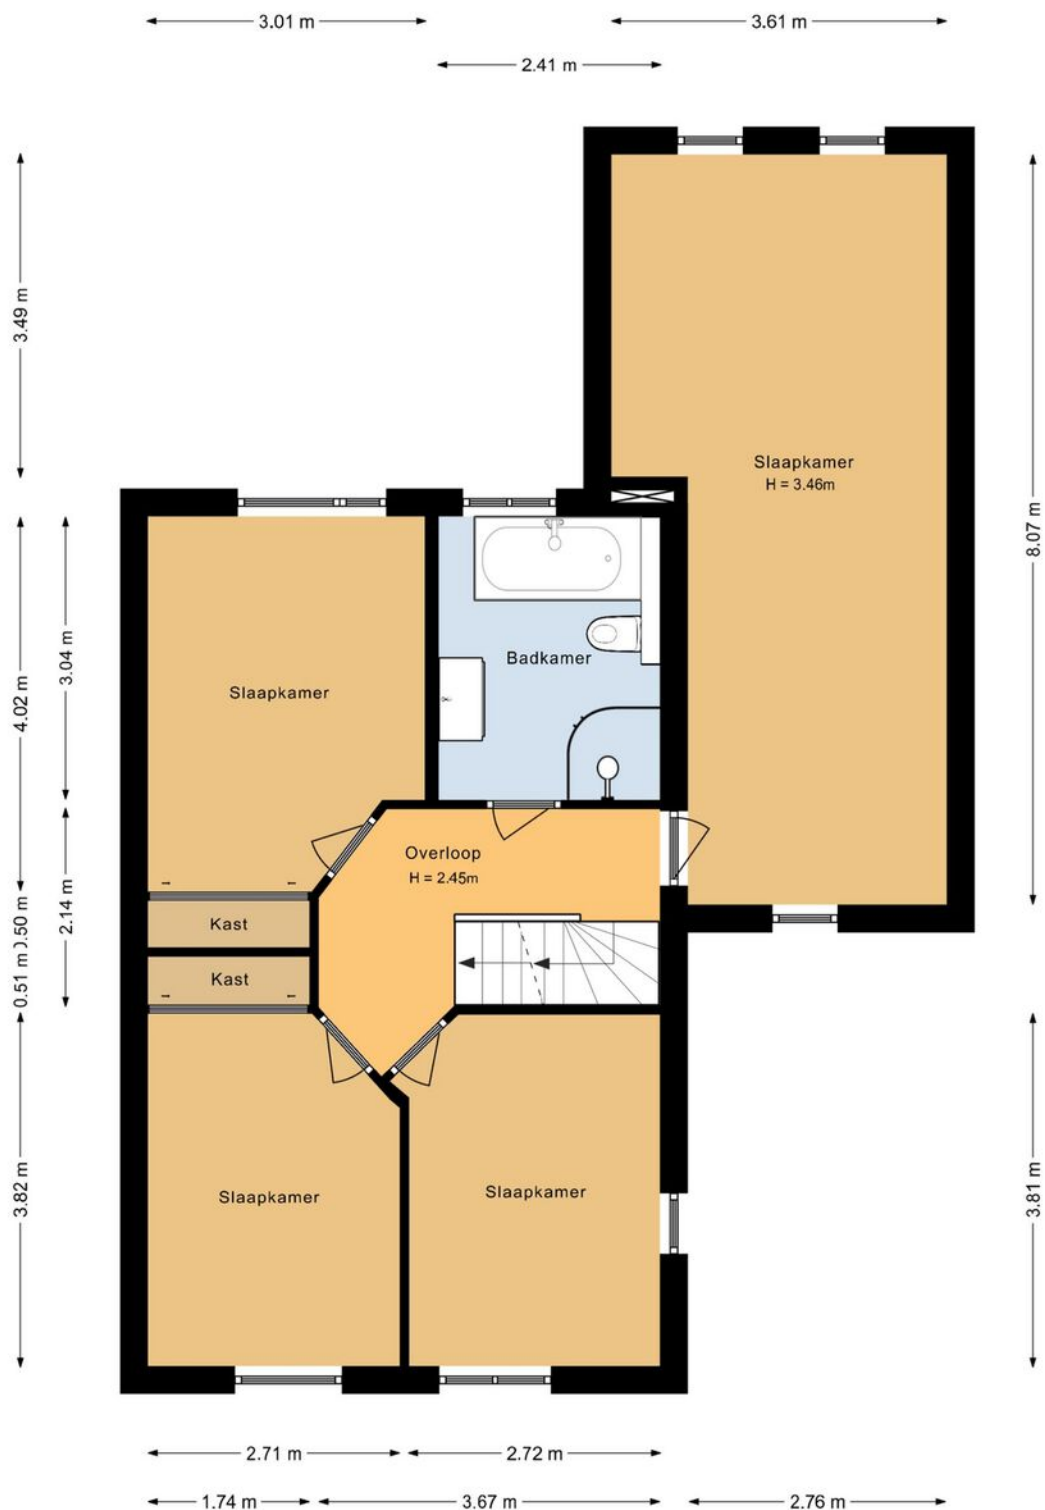 3.01 m
3.61 m
2.41 m
3.49 m
8.07 m
Slaapkamer
H = 3.46m
4.02 m
3.04 m
Badkamer
Slaapkamer
Overloop
H = 2.45m
2.14 m
0.51 m
0.50 m
Kast
Kast
3.82 m
3.81 m
Slaapkamer
Slaapkamer
2.71 m
2.72 m
1.74 m
3.67 m
2.76 m